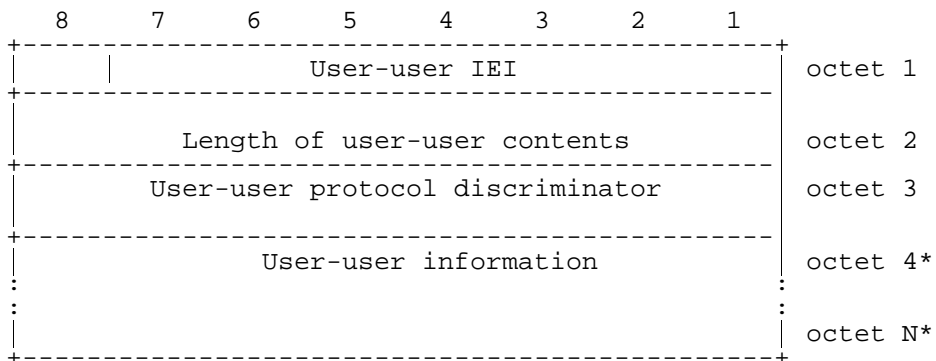 8 7 6 5 4 3 2 1
User-user IEI octet 1
Length of user-user contents octet 2
User-user protocol discriminator octet 3
User-user information octet 4*
: :
: :
octet N*